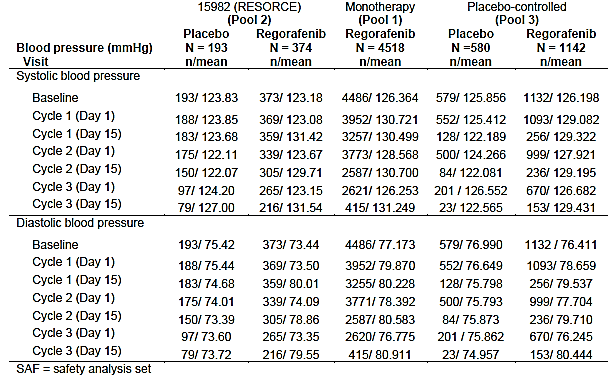 15982 (RESORCE) Monotherapy Placebo-controlled
(Pool 2) (Pool 1) (Pool 3)
Placebo Regorafenib Regorafenib Placebo Regorafenib
Blood pressure (mmHg) N = 193 N = 374 N = 4518 N =580 N = 1142
Visit n/mean n/mean n/mean n/mean n/mean
Systolic blood pressure
Baseline 193/ 123.83 373/ 123.18 4486/ 126.364 579/ 125.856 1132/ 126.198
Cycle 1 (Day 1) 188/ 123.85 369/ 123.08 3952/ 130.721 552/ 125.412 1093/ 129.082
Cycle 1 (Day 15) 183/ 123.68 359/ 131.42 3257/ 130.499 128/ 122.189 256/ 129.322
Cycle 2 (Day 1) 175/ 122.11 339/ 123.67 3773/ 128.568 500/ 124.266 999/ 127.921
Cycle 2 (Day 15) 150/ 122.07 305/ 129.71 2587/ 130.700 84/ 122.081 236/ 129.195
Cycle 3 (Day 1) 97/ 124.20 265/ 123.15 2621/ 126.253 201 / 126.552 670/ 126.682
Cycle 3 (Day 15) 79/ 127.00 216/ 131.54 415/ 131.249 23/ 122.565 153/ 129.431
Diastolic blood pressure
Baseline 193/ 75.42 373/ 73.44 4486/ 77.173 579/ 76.990 1132 / 76.411
Cycle 1 (Day 1) 188/ 75.44 369/ 73.50 3952/ 79.870 552/ 76.649 1093/ 78.659
Cycle 1 (Day 15) 183/ 74.68 359/ 80.01 3255/ 80.228 128/ 75.798 256/ 79.537
Cycle 2 (Day 1) 175/ 74.01 339/ 74.09 3771/ 78.392 500/ 75.793 999/ 77.704
Cycle 2 (Day 15) 150/ 73.39 305/ 78.86 2587/ 80.583 84/ 75.873 236/ 79.710
Cycle 3 (Day 1) 97/ 73.60 265/ 73.35 2620/ 76.775 201 / 75.862 670/ 76.245
Cycle 3 (Day 15) 79/ 73.72 216/ 79.55 415/ 80.911 23/ 74.957 153/ 80.444
SAF = safety analysis set